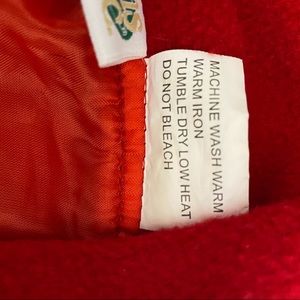 MACHINE WASH WARM
WARM IRON
TUMBLE DRY LOW HEAT
DO NOT BLEACH